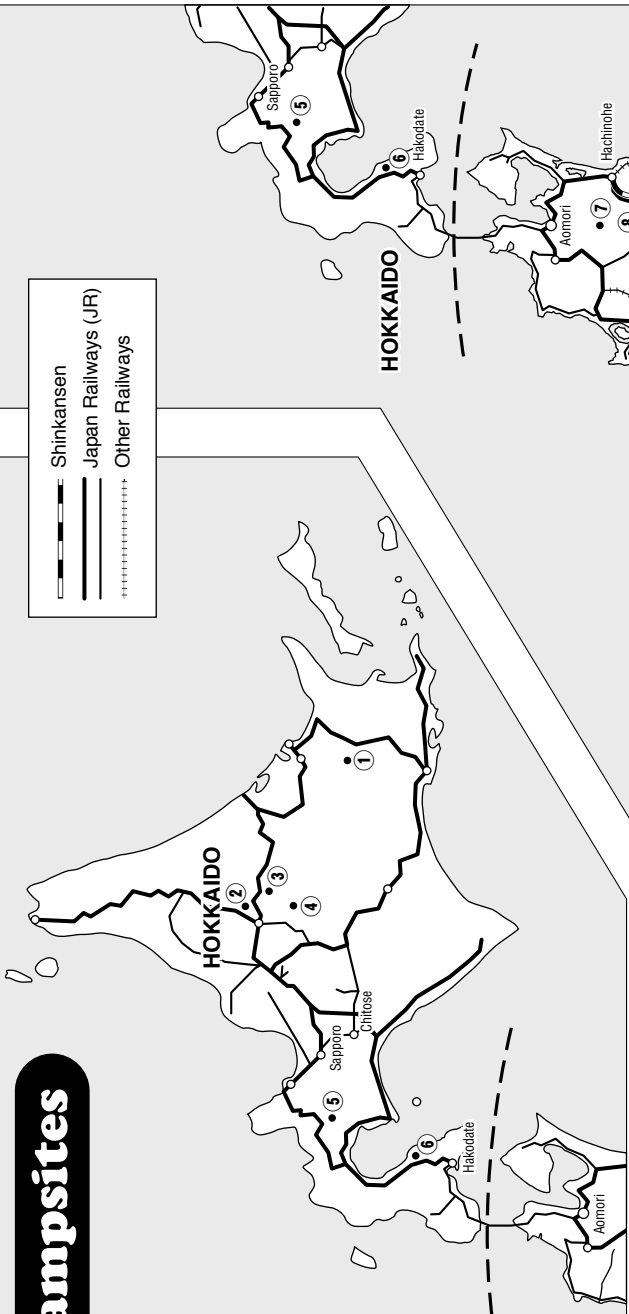 ampsites
Shinkansen
Japan Railways (JR)
Other Railways
HOKKAIDO
2
3
4
1
Sapporo
Chitose
5
6
Hakodate
Aomori
Sapporo
5
6
Hakodate
HOKKAIDO
Aomori
7
Hachinohe
8